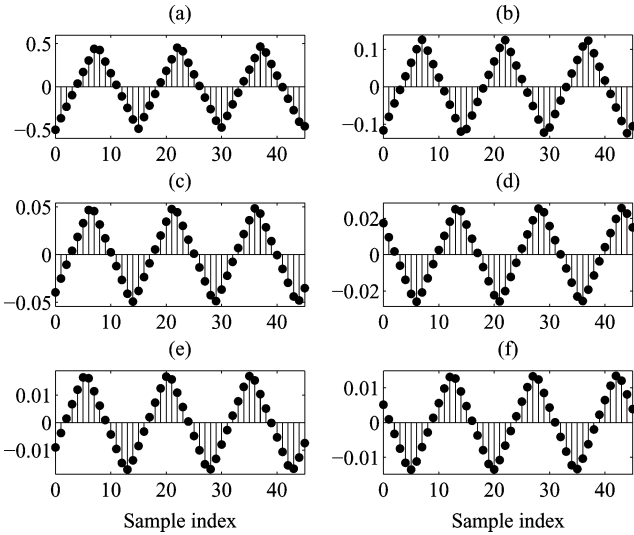 (a) (b)
0.5 0.1
0 0
−0.5 −0.1
0 10 20 30 40 0 10 20 30 40
(c) (d)
0.05 0.02
0 0
−0.05 −0.02
0 10 20 30 40 0 10 20 30 40
(e) (f)
0.01 0.01
0 0
−0.01 −0.01
0 10 20 30 40 0 10 20 30 40
Sample index Sample index